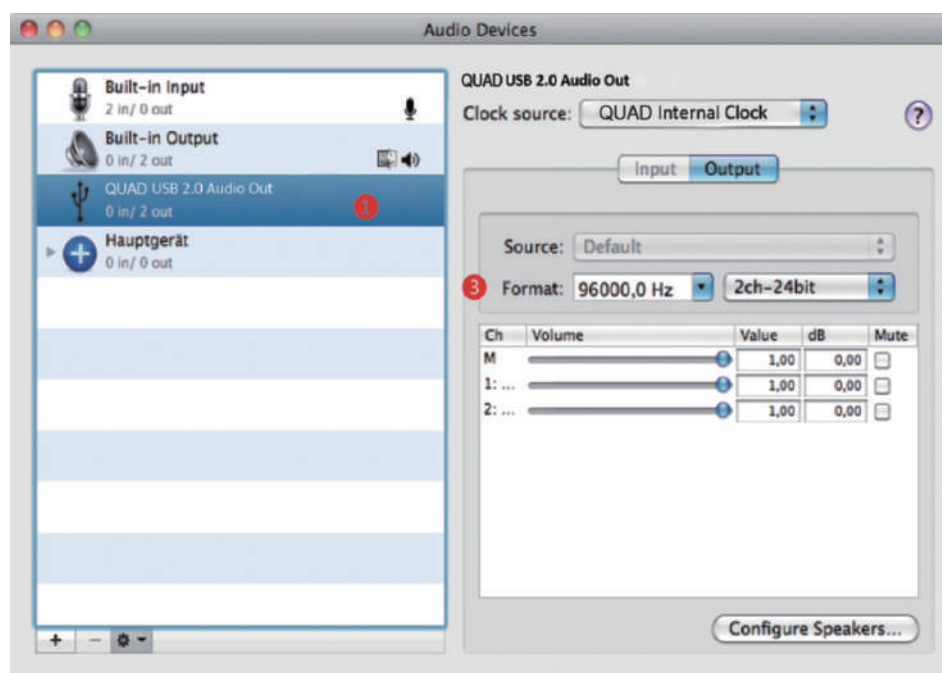 Audio Devices
Built-in Input
2 in/ 0 out
Built-in Output
0 in/ 2 out
QUAD USB 2.0 Audio Out
0 in/ 2 out
1
Hauptgerät
0 in/ 0 out
+ −
QUAD USB 2.0 Audio Out
Clock source: QUAD Internal Clock ?
Input Output
Source: Default
3 Format: 96000,0 Hz 2ch-24bit
Ch Volume Value dB Mute
M 1,00 0,00
1: ... 1,00 0,00
2: ... 1,00 0,00
Configure Speakers...